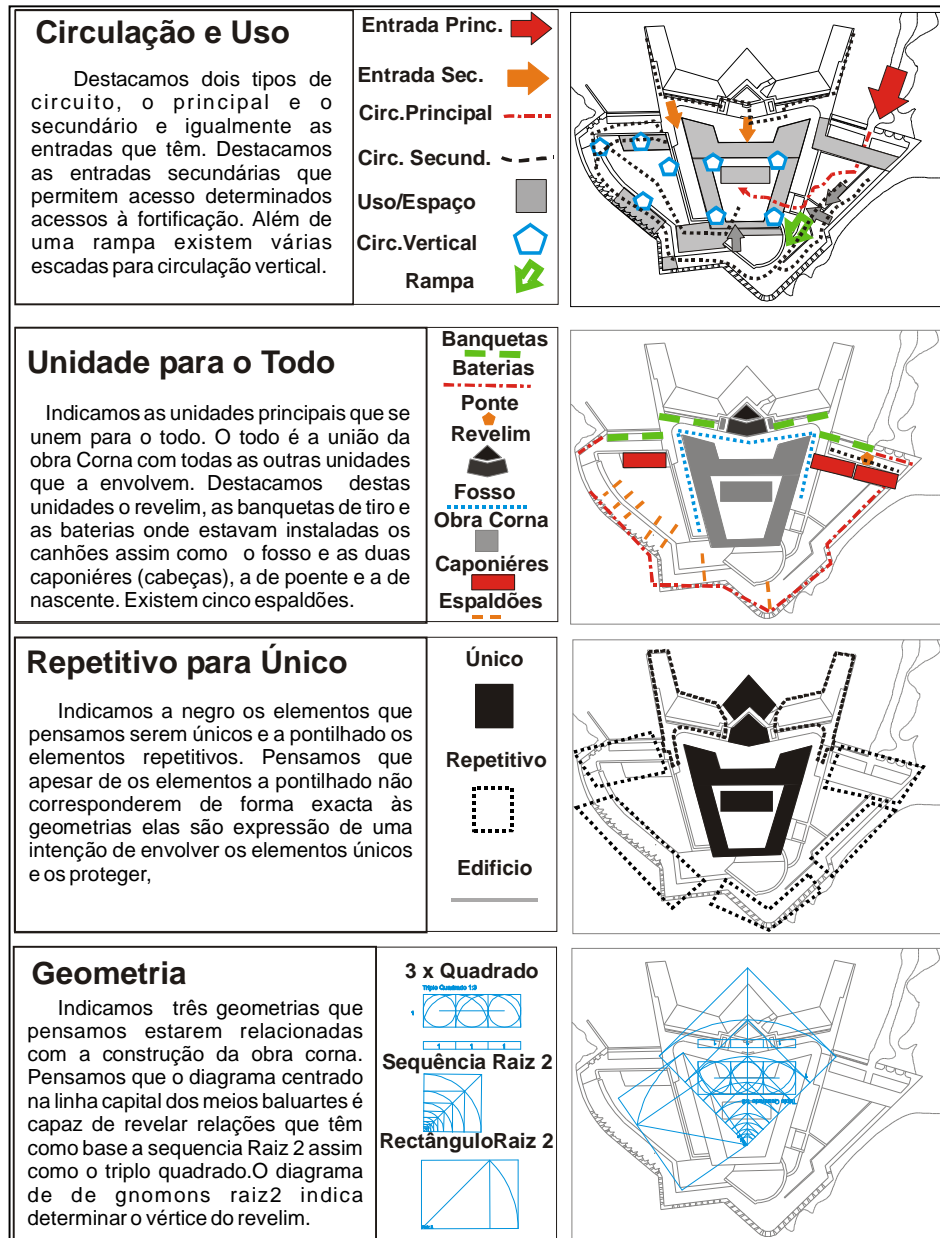 Circulação e Uso
Destacamos dois tipos de
circuito, o principal e o
secundário e igualmente as
entradas que têm. Destacamos
as entradas secundárias que
permitem acesso determinados
acessos à fortificação. Além de
uma rampa existem várias
escadas para circulação vertical.
Entrada Princ.
Entrada Sec.
Circ.Principal
Circ. Secund.
Uso/Espaço
Circ.Vertical
Rampa
Unidade para o Todo
Indicamos as unidades principais que se
unem para o todo. O todo é a união da
obra Corna com todas as outras unidades
que a envolvem. Destacamos destas
unidades o revelim, as banquetas de tiro e
as baterias onde estavam instaladas os
canhões assim como o fosso e as duas
caponiéres (cabeças), a de poente e a de
nascente. Existem cinco espaldões.
Banquetas
Baterias
Ponte
Revelim
Fosso
Obra Corna
Caponiéres
Espaldões
Repetitivo para Único
Indicamos a negro os elementos que
pensamos serem únicos e a pontilhado os
elementos repetitivos. Pensamos que
apesar de os elementos a pontilhado não
corresponderem de forma exacta às
geometrias elas são expressão de uma
intenção de envolver os elementos únicos
e os proteger,
Único
Repetitivo
Edificio
Geometria
Indicamos três geometrias que
pensamos estarem relacionadas
com a construção da obra corna.
Pensamos que o diagrama centrado
na linha capital dos meios baluartes é
capaz de revelar relações que têm
como base a sequencia Raiz 2 assim
como o triplo quadrado.O diagrama
de de gnomons raiz2 indica
determinar o vértice do revelim.
3 x Quadrado
Triplo Quadrado 1:3
1
1 1 1
Sequência Raiz 2
RectânguloRaiz 2
Triplo Quadrado 1:3